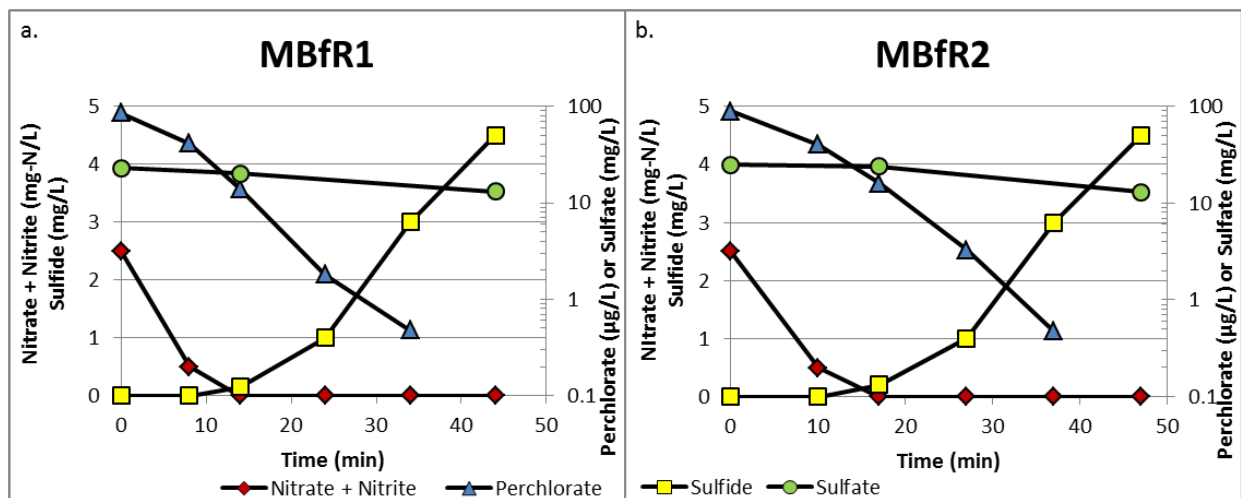 a.
MBfR1
Nitrate + Nitrite (mg-N/L)
Sulfide (mg/L)
5
4
3
2
1
0
100
10
1
0.1
Perchlorate (µg/L) or Sulfate (mg/L)
0 10 20 30 40 50
Time (min)
b.
MBfR2
NItrate + Nitrite (mg-N/L)
Sulfide (mg/L)
5
4
3
2
1
0
100
10
1
0.1
Perchlorate (µg/L) or Sulfate (mg/L)
0 10 20 30 40 50
Time (min)
Nitrate + Nitrite Perchlorate Sulfide Sulfate